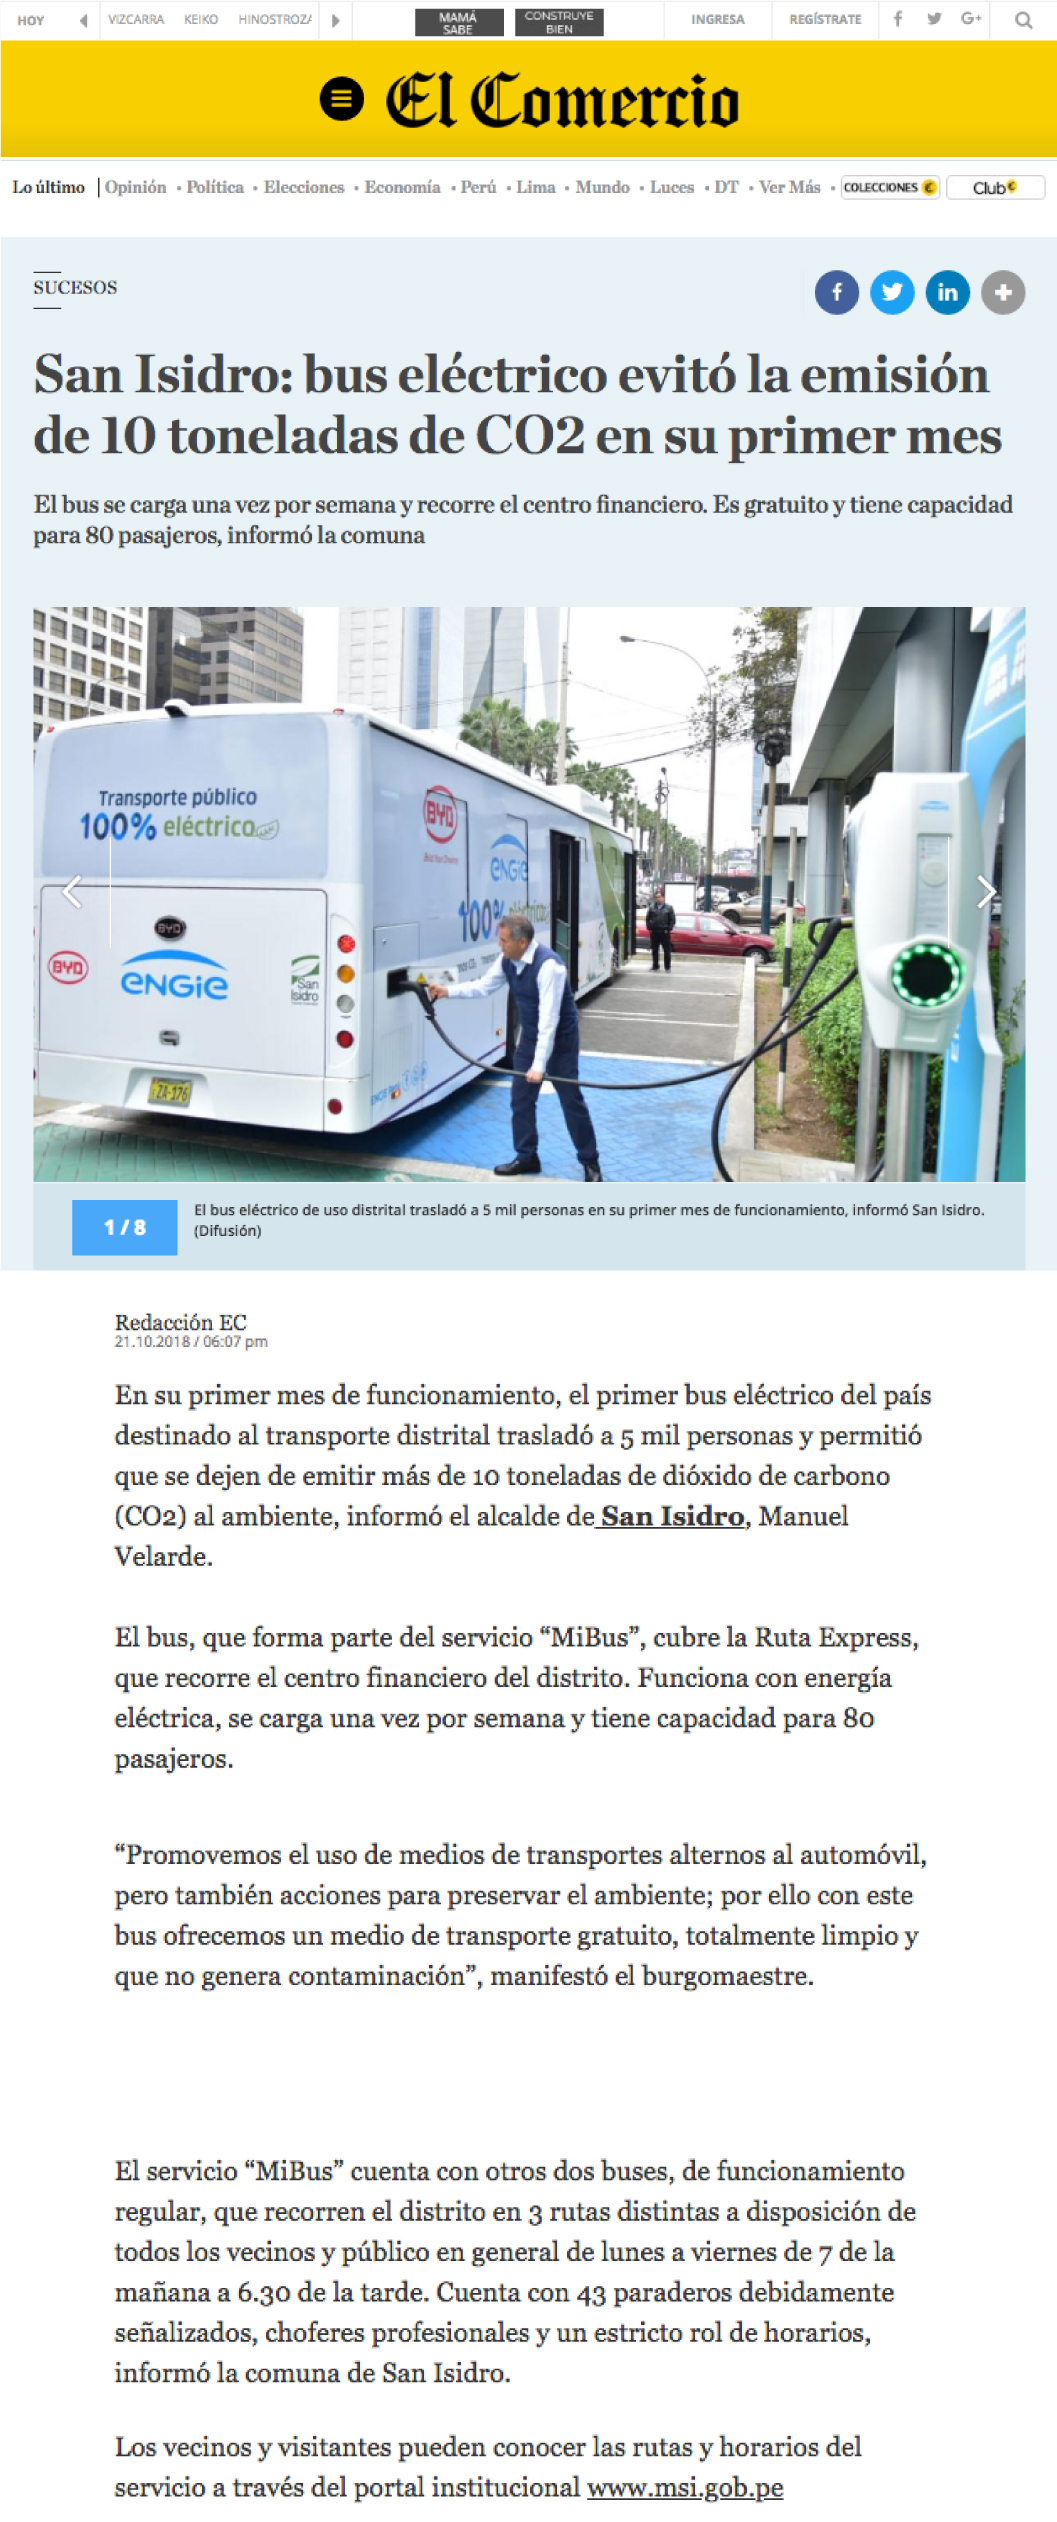 HOY VIZCARRA KEIKO HINOSTROZA MAMÁ SABE CONSTRUYE BIEN INGRESA REGÍSTRATE
El Comercio
Lo último | Opinión • Política • Elecciones • Economía • Perú • Lima • Mundo • Luces • DT • Ver Más • COLECCIONES Club
SUCESOS
San Isidro: bus eléctrico evitó la emisión
de 10 toneladas de CO2 en su primer mes
El bus se carga una vez por semana y recorre el centro financiero. Es gratuito y tiene capacidad
para 80 pasajeros, informó la comuna
Transporte público
100% eléctrico
BYD
ENGIE
San
Isidro
ZA-176
BYD
Build Your Dreams
ENGIE
100% eléctrico
1 / 8
El bus eléctrico de uso distrital trasladó a 5 mil personas en su primer mes de funcionamiento, informó San Isidro.
(Difusión)
Redacción EC
21.10.2018 / 06:07 pm
En su primer mes de funcionamiento, el primer bus eléctrico del país
destinado al transporte distrital trasladó a 5 mil personas y permitió
que se dejen de emitir más de 10 toneladas de dióxido de carbono
(CO2) al ambiente, informó el alcalde de San Isidro, Manuel
Velarde.
El bus, que forma parte del servicio “MiBus”, cubre la Ruta Express,
que recorre el centro financiero del distrito. Funciona con energía
eléctrica, se carga una vez por semana y tiene capacidad para 80
pasajeros.
“Promovemos el uso de medios de transportes alternos al automóvil,
pero también acciones para preservar el ambiente; por ello con este
bus ofrecemos un medio de transporte gratuito, totalmente limpio y
que no genera contaminación”, manifestó el burgomaestre.
El servicio “MiBus” cuenta con otros dos buses, de funcionamiento
regular, que recorren el distrito en 3 rutas distintas a disposición de
todos los vecinos y público en general de lunes a viernes de 7 de la
mañana a 6.30 de la tarde. Cuenta con 43 paraderos debidamente
señalizados, choferes profesionales y un estricto rol de horarios,
informó la comuna de San Isidro.
Los vecinos y visitantes pueden conocer las rutas y horarios del
servicio a través del portal institucional www.msi.gob.pe